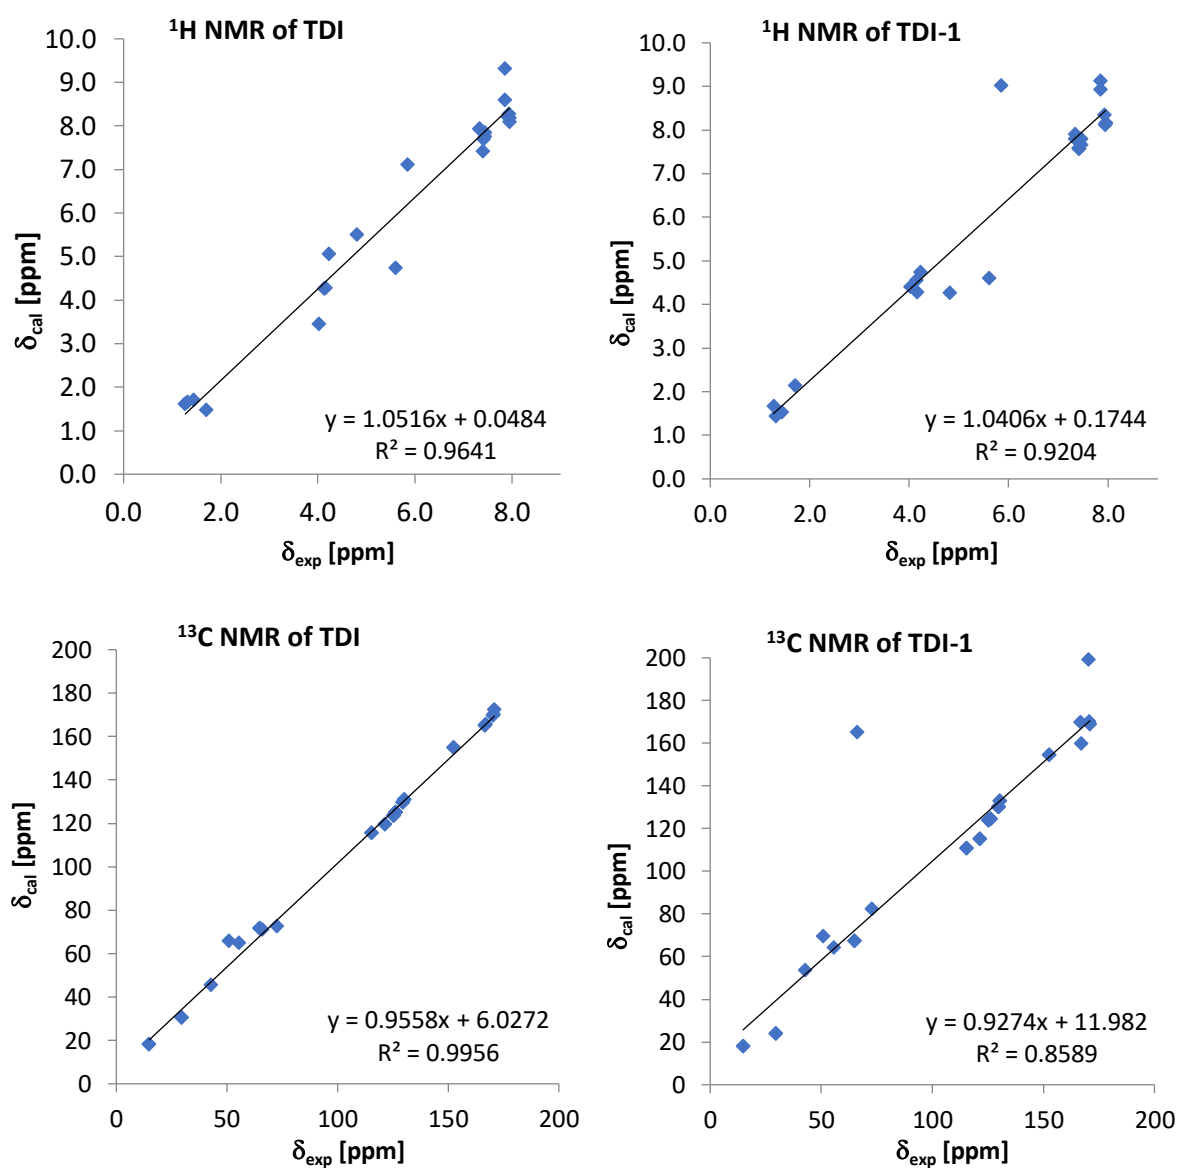 ¹H NMR of TDI
10.0
9.0
8.0
7.0
6.0
5.0
4.0
3.0
2.0
1.0
0.0
δcal [ppm]
y = 1.0516x + 0.0484
R² = 0.9641
0.0 2.0 4.0 6.0 8.0
δexp [ppm]
¹H NMR of TDI-1
10.0
9.0
8.0
7.0
6.0
5.0
4.0
3.0
2.0
1.0
0.0
δcal [ppm]
y = 1.0406x + 0.1744
R² = 0.9204
0.0 2.0 4.0 6.0 8.0
δexp [ppm]
¹³C NMR of TDI
200
180
160
140
120
100
80
60
40
20
0
δcal [ppm]
y = 0.9558x + 6.0272
R² = 0.9956
0 50 100 150 200
δexp [ppm]
¹³C NMR of TDI-1
200
180
160
140
120
100
80
60
40
20
0
δcal [ppm]
y = 0.9274x + 11.982
R² = 0.8589
0 50 100 150 200
δexp [ppm]